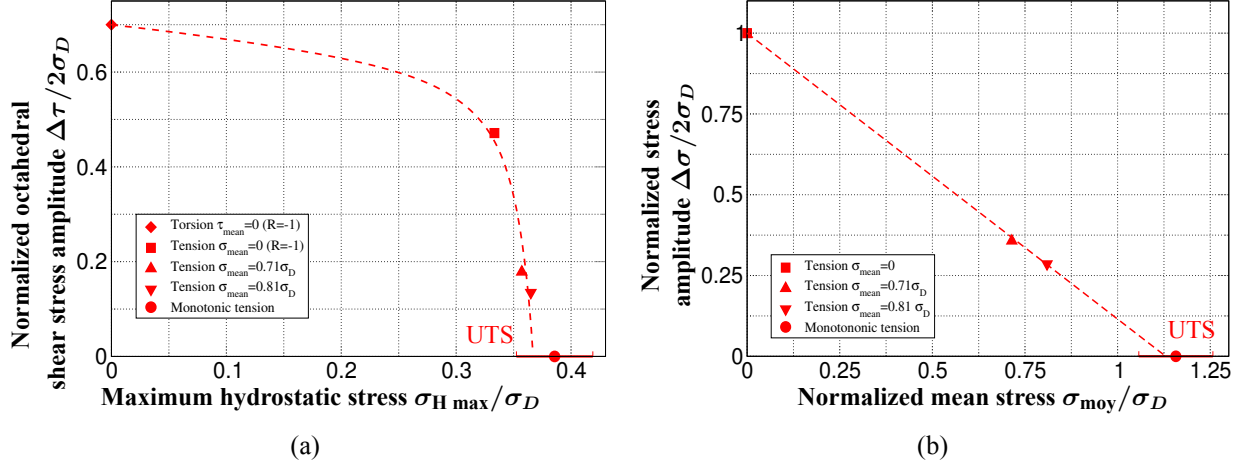 Normalized octahedral
shear stress amplitude Δτ/2σ_D
0.6
0.4
0.2
0
0
0.1
0.2
0.3
0.4
Torsion τ_mean=0 (R=-1)
Tension σ_mean=0 (R=-1)
Tension σ_mean=0.71σ_D
Tension σ_mean=0.81σ_D
Monotonic tension
UTS
Maximum hydrostatic stress σ_H max/σ_D
(a)
Normalized stress
amplitude Δσ/2σ_D
1
0.75
0.5
0.25
0
0
0.25
0.5
0.75
1
1.25
Tension σ_mean=0
Tension σ_mean=0.71σ_D
Tension σ_mean=0.81 σ_D
Monotononic tension
UTS
Normalized mean stress σ_moy/σ_D
(b)